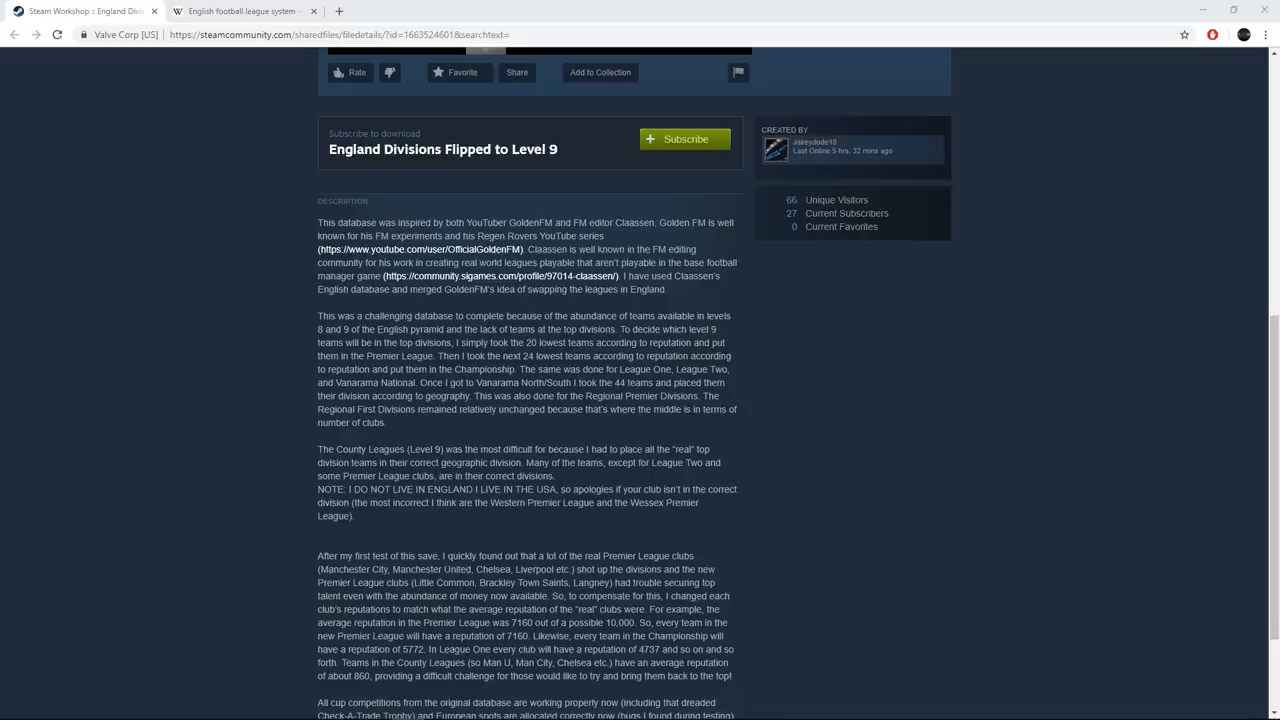 Steam Workshop :: England Divis
English football league system -
Valve Corp [US]
https://steamcommunity.com/sharedfiles/filedetails/?id=1663524601&searchtext=
Rate
Favorite
Share
Add to Collection
Subscribe to download
England Divisions Flipped to Level 9
Subscribe
CREATED BY
Jakeydude18
Last Online 5 hrs, 32 mins ago
66 Unique Visitors
27 Current Subscribers
0 Current Favorites
DESCRIPTION
This database was inspired by both YouTuber GoldenFM and FM editor Claassen. Golden FM is well
known for his FM experiments and his Regen Rovers YouTube series
(https://www.youtube.com/user/OfficialGoldenFM). Claassen is well known in the FM editing
community for his work in creating real world leagues playable that aren't playable in the base football
manager game (https://community.sigames.com/profile/97014-claassen/). I have used Claassen's
English database and merged GoldenFM's idea of swapping the leagues in England.
This was a challenging database to complete because of the abundance of teams available in levels
8 and 9 of the English pyramid and the lack of teams at the top divisions. To decide which level 9
teams will be in the top divisions, I simply took the 20 lowest teams according to reputation and put
them in the Premier League. Then I took the next 24 lowest teams according to reputation according
to reputation and put them in the Championship. The same was done for League One, League Two,
and Vanarama National. Once I got to Vanarama North/South I took the 44 teams and placed them
their division according to geography. This was also done for the Regional Premier Divisions. The
Regional First Divisions remained relatively unchanged because that's where the middle is in terms of
number of clubs.
The County Leagues (Level 9) was the most difficult for because I had to place all the "real" top
division teams in their correct geographic division. Many of the teams, except for League Two and
some Premier League clubs, are in their correct divisions.
NOTE: I DO NOT LIVE IN ENGLAND I LIVE IN THE USA, so apologies if your club isn't in the correct
division (the most incorrect I think are the Western Premier League and the Wessex Premier
League).
After my first test of this save, I quickly found out that a lot of the real Premier League clubs
(Manchester City, Manchester United, Chelsea, Liverpool etc.) shot up the divisions and the new
Premier League clubs (Little Common, Brackley Town Saints, Langney) had trouble securing top
talent even with the abundance of money now available. So, to compensate for this, I changed each
club's reputations to match what the average reputation of the "real" clubs were. For example, the
average reputation in the Premier League was 7160 out of a possible 10,000. So, every team in the
new Premier League will have a reputation of 7160. Likewise, every team in the Championship will
have a reputation of 5772. In League One every club will have a reputation of 4737 and so on and so
forth. Teams in the County Leagues (so Man U, Man City, Chelsea etc.) have an average reputation
of about 860, providing a difficult challenge for those would like to try and bring them back to the top!
All cup competitions from the original database are working properly now (including that dreaded
Check-A-Trade Trophy) and European spots are allocated correctly now (bugs I found during testing)